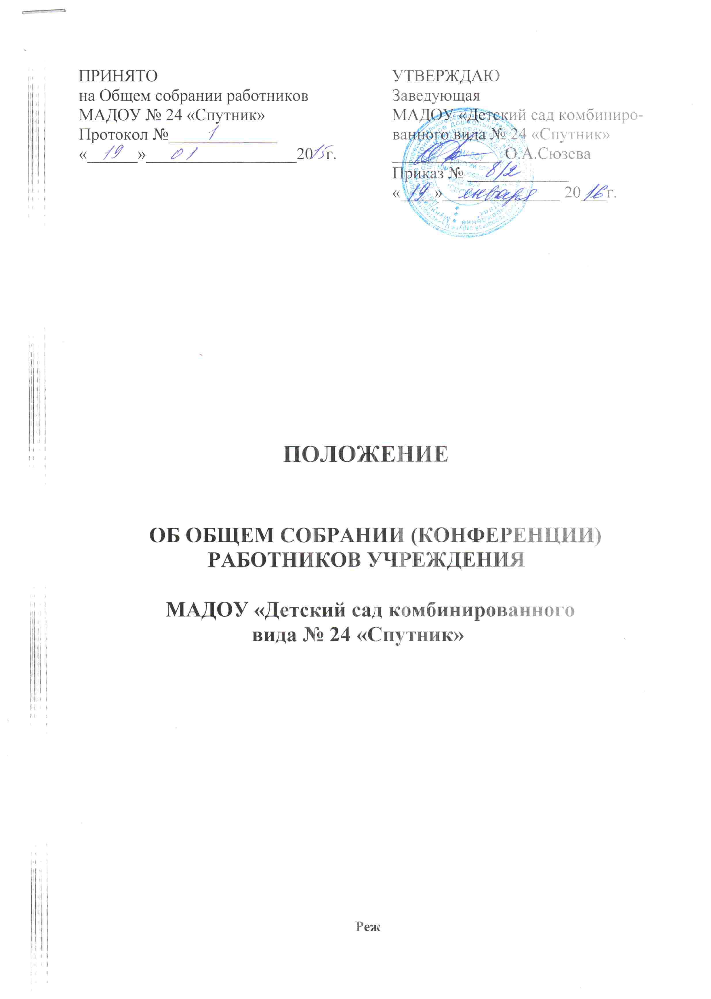 ПРИНЯТО
на Общем собрании работников
МАДОУ № 24 «Спутник»
Протокол № 1
«19» 01 2015г.
УТВЕРЖДАЮ
Заведующая
МАДОУ «Детский сад комбиниро-
ванного вида № 24 «Спутник»
О.А.Сюзева
Приказ № 8/2
«19» января 2016г.
ПОЛОЖЕНИЕ
ОБ ОБЩЕМ СОБРАНИИ (КОНФЕРЕНЦИИ)
РАБОТНИКОВ УЧРЕЖДЕНИЯ
МАДОУ «Детский сад комбинированного
вида № 24 «Спутник»
Реж